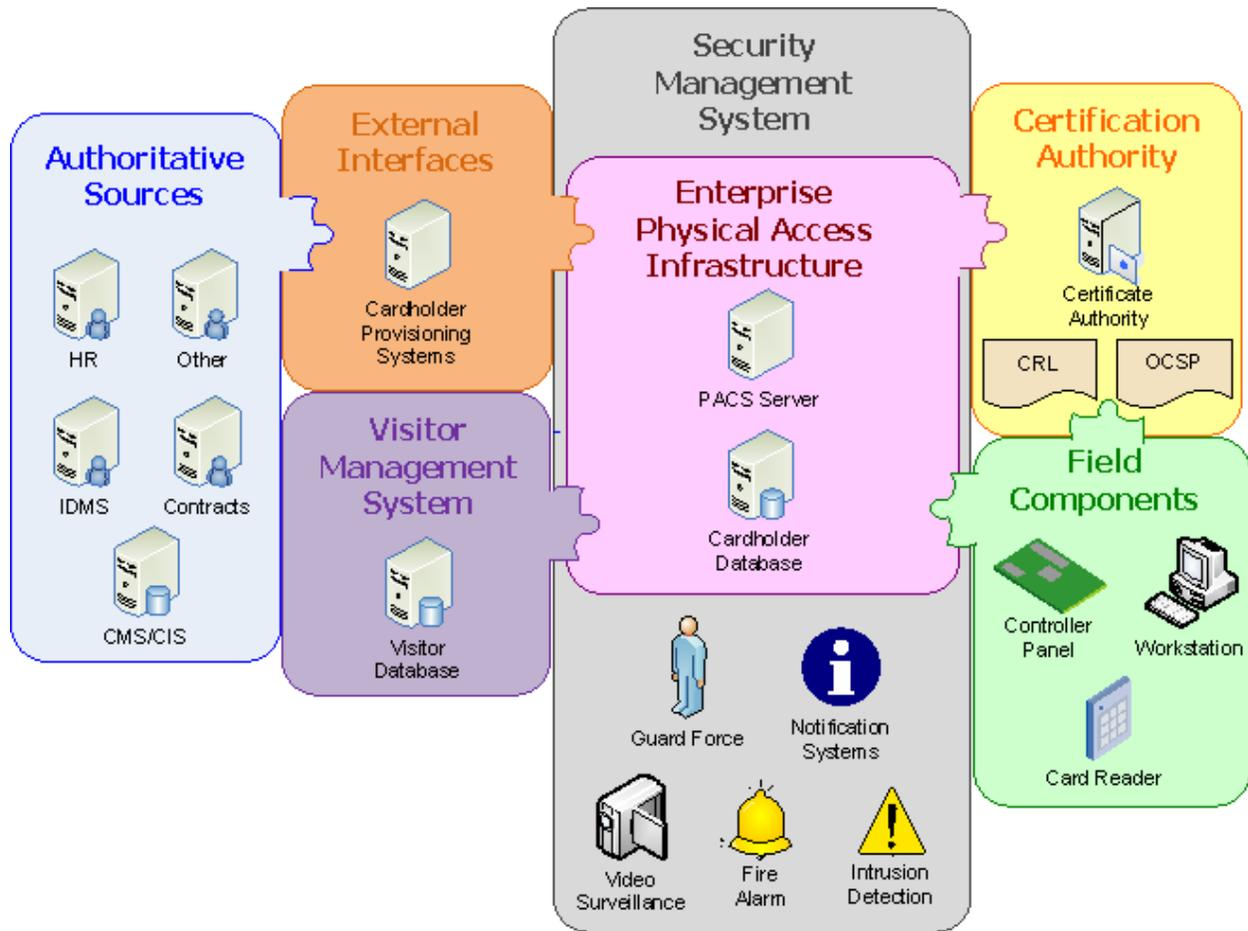 Authoritative
Sources
HR
Other
IDMS
Contracts
CMS/CIS
External
Interfaces
Cardholder
Provisioning
Systems
Visitor
Management
System
Visitor
Database
Security
Management
System
Enterprise
Physical Access
Infrastructure
PACS Server
Cardholder
Database
Guard Force
Notification
Systems
Video
Surveillance
Fire
Alarm
Intrusion
Detection
Certification
Authority
Certificate
Authority
CRL
OCSP
Field
Components
Controller
Panel
Workstation
Card Reader